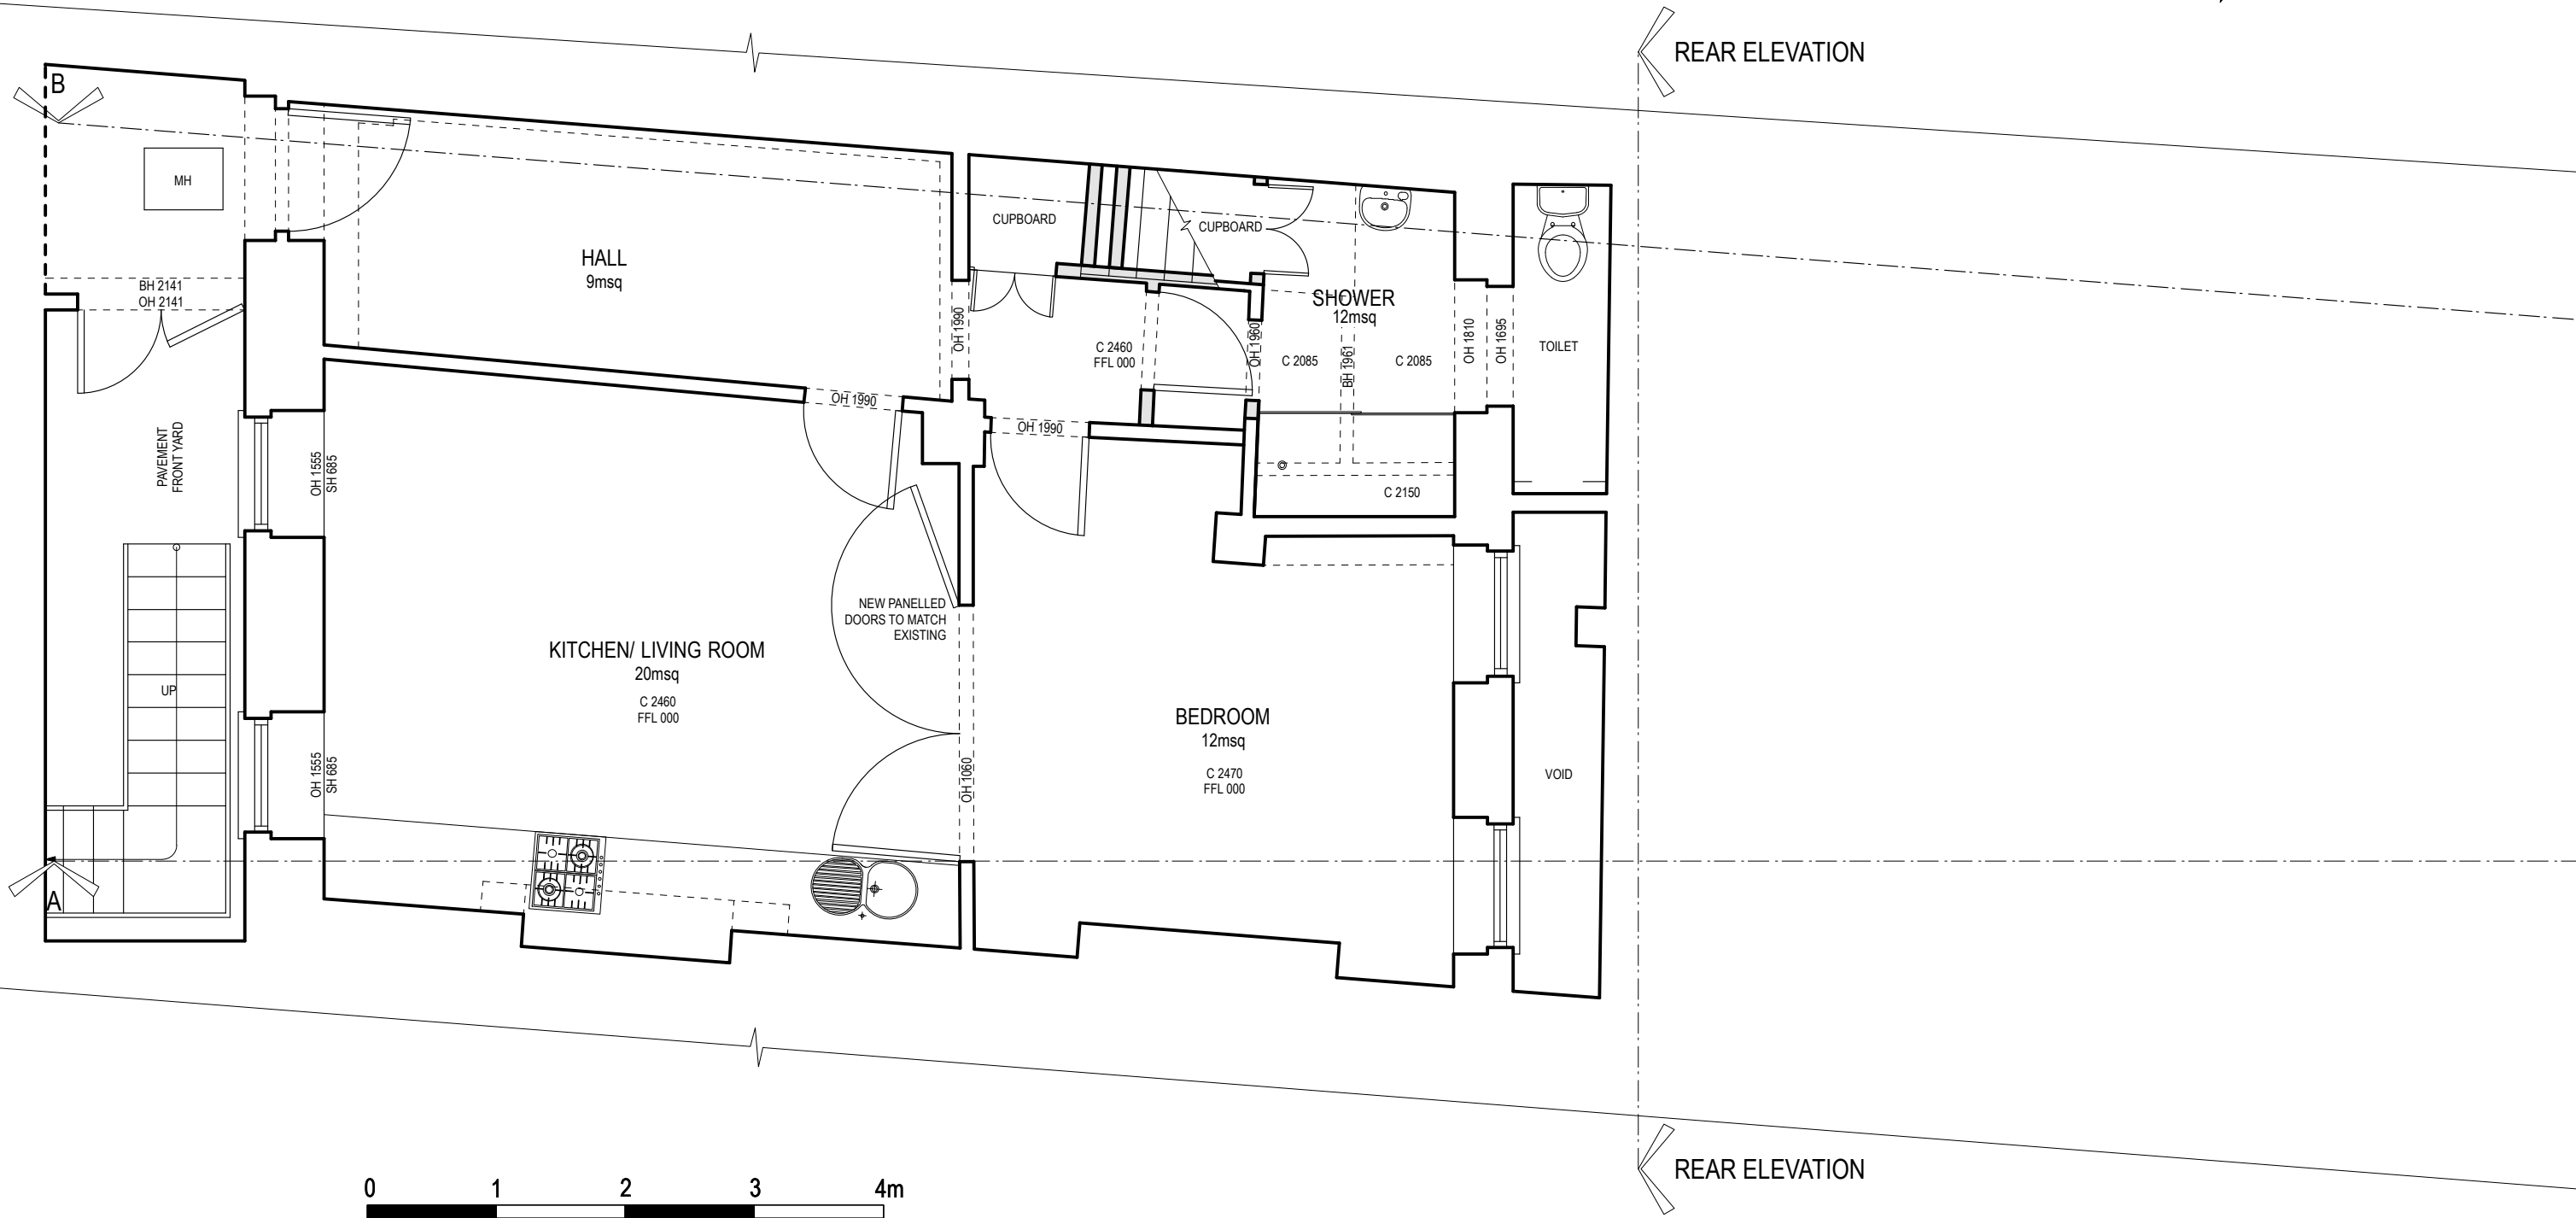 REAR ELEVATION
B
MH
CUPBOARD
CUPBOARD
HALL
9msq
BH 2141
OH 2141
SHOWER
12msq
OH 1990
C 2460
FFL 000
OH 1960
C 2085
BH 1961
C 2085
OH 1810
OH 1695
TOILET
OH 1990
OH 1990
PAVEMENT
FRONT YARD
OH 1555
SH 685
C 2150
NEW PANELLED
DOORS TO MATCH
EXISTING
KITCHEN/ LIVING ROOM
20msq
C 2460
FFL 000
UP
BEDROOM
12msq
C 2470
FFL 000
OH 1555
SH 685
OH 1060
VOID
A
REAR ELEVATION
0 1 2 3 4m